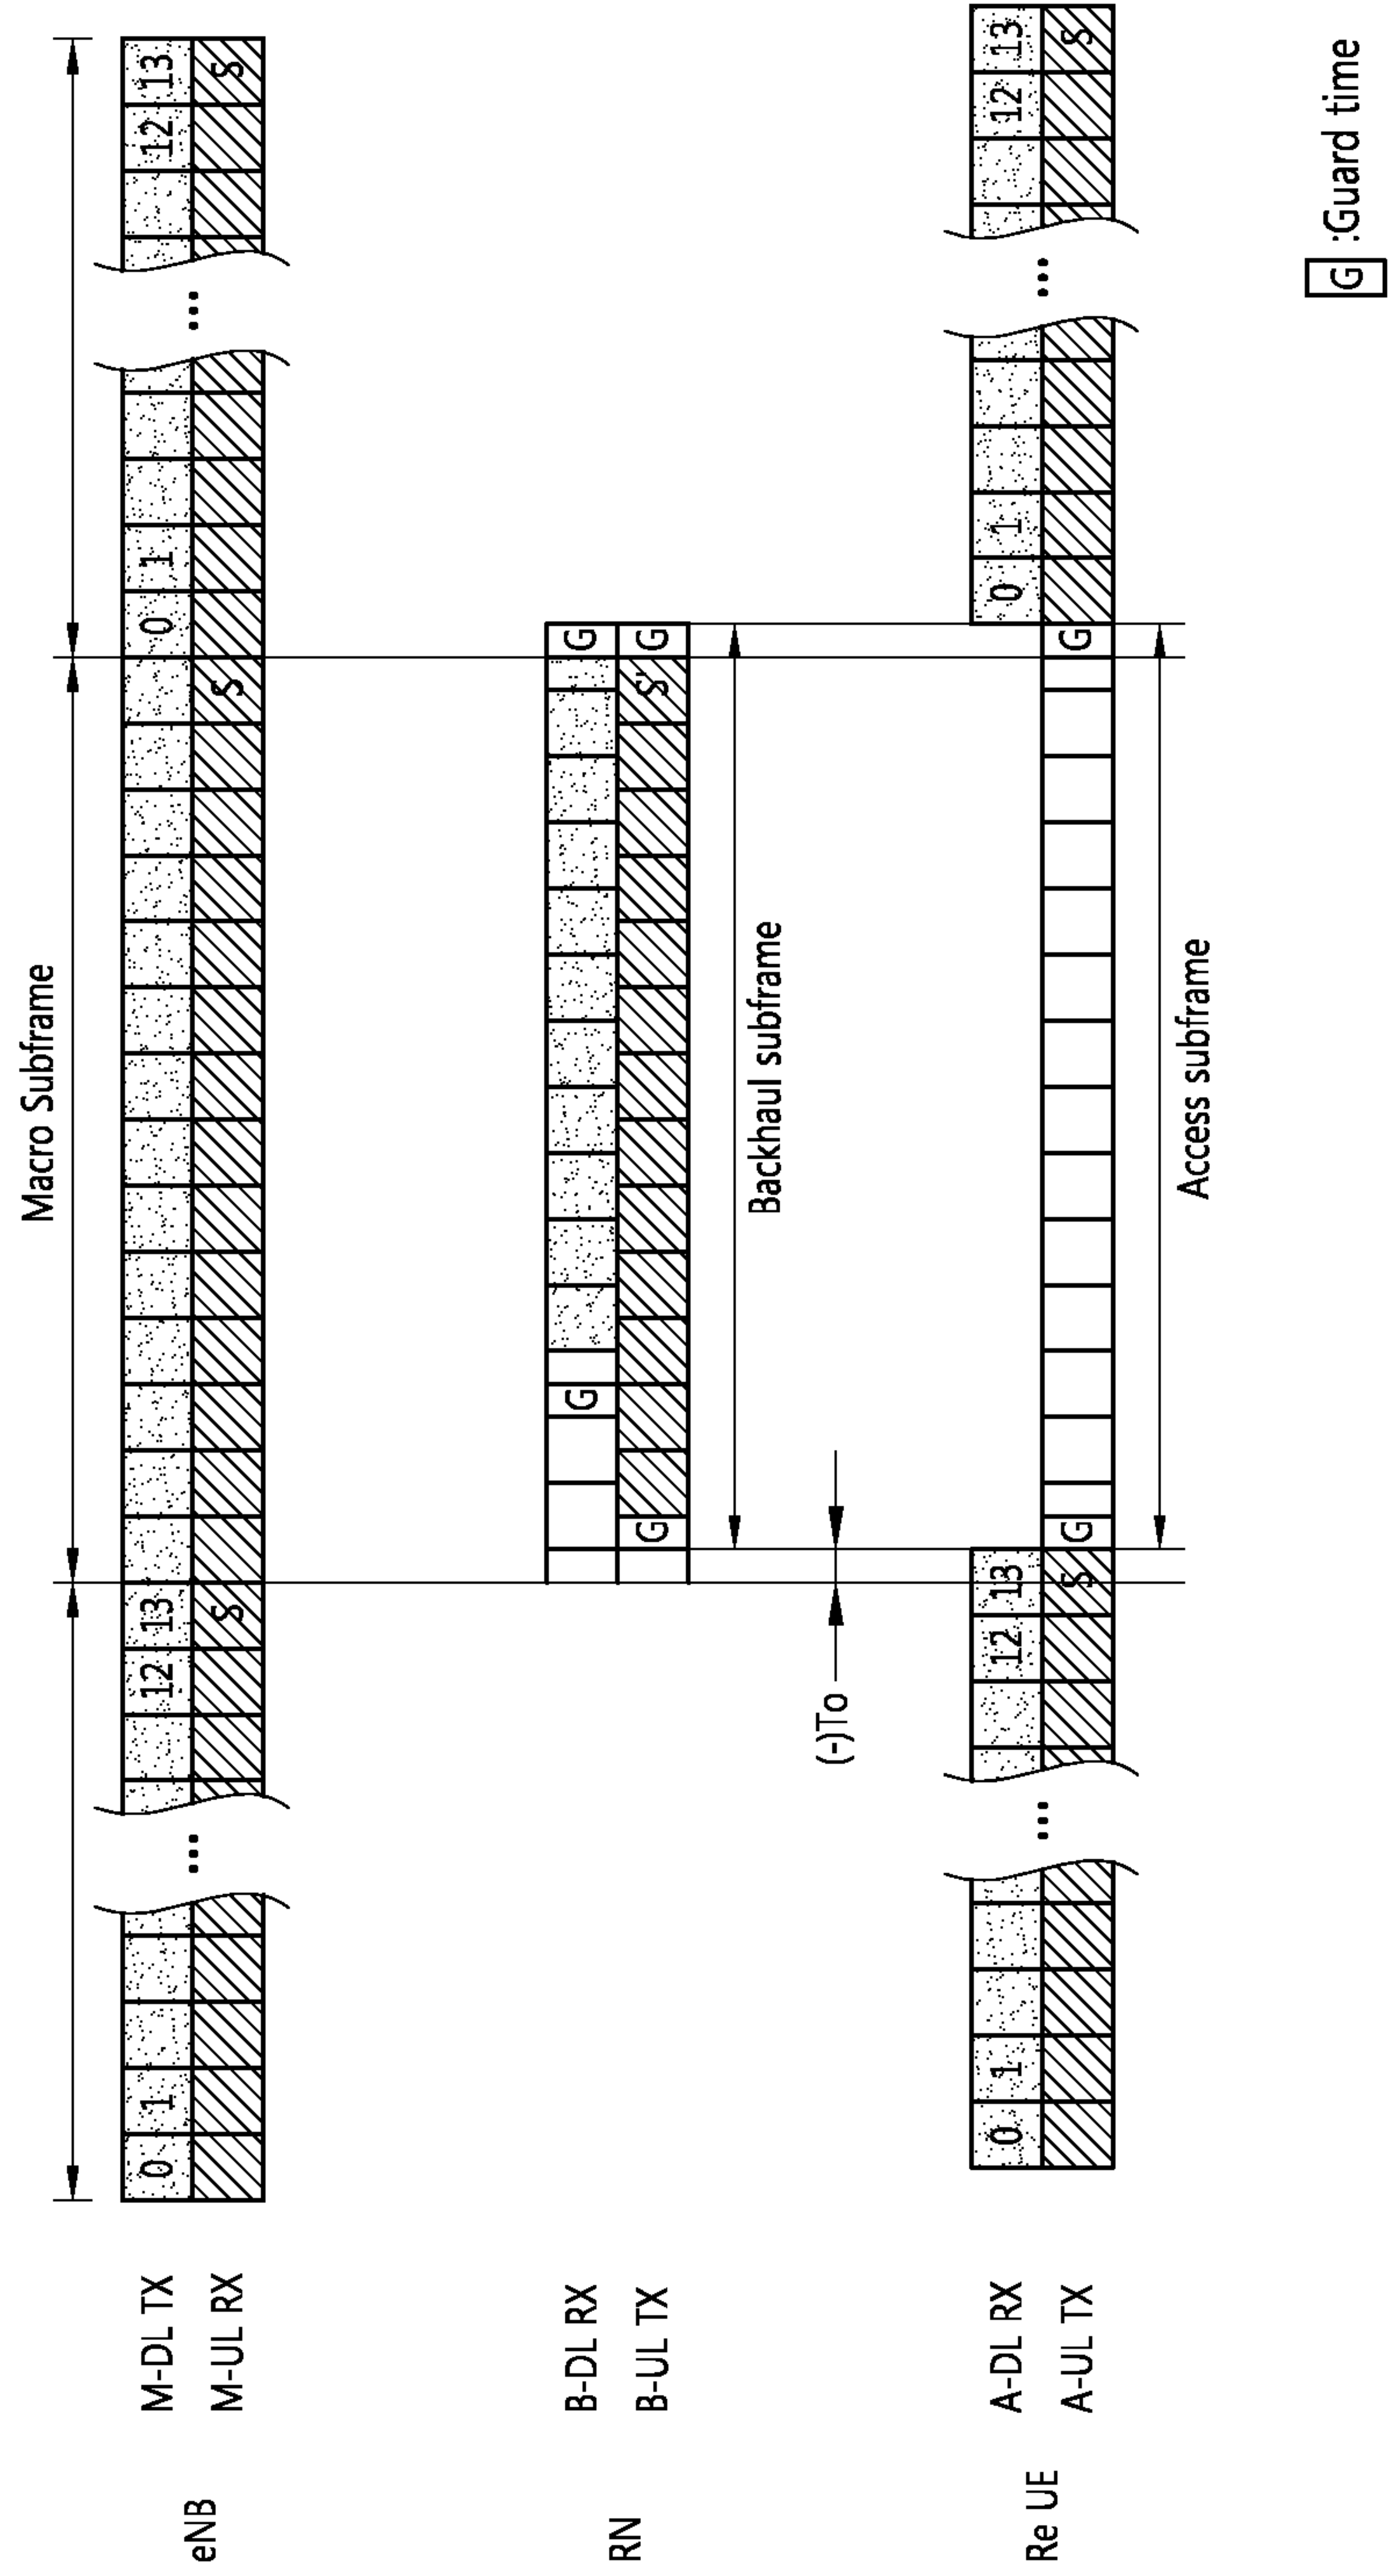 Macro Subframe
eNB
M-DL TX 0 1 ... 12 13 0 1 ... 12 13
M-UL RX S S S
RN
B-DL RX G G
B-UL TX G S' G
Backhaul subframe
(-)To
Re UE
A-DL RX 0 1 ... 12 13 0 1 ... 12 13
A-UL TX S G G S
Access subframe
G :Guard time